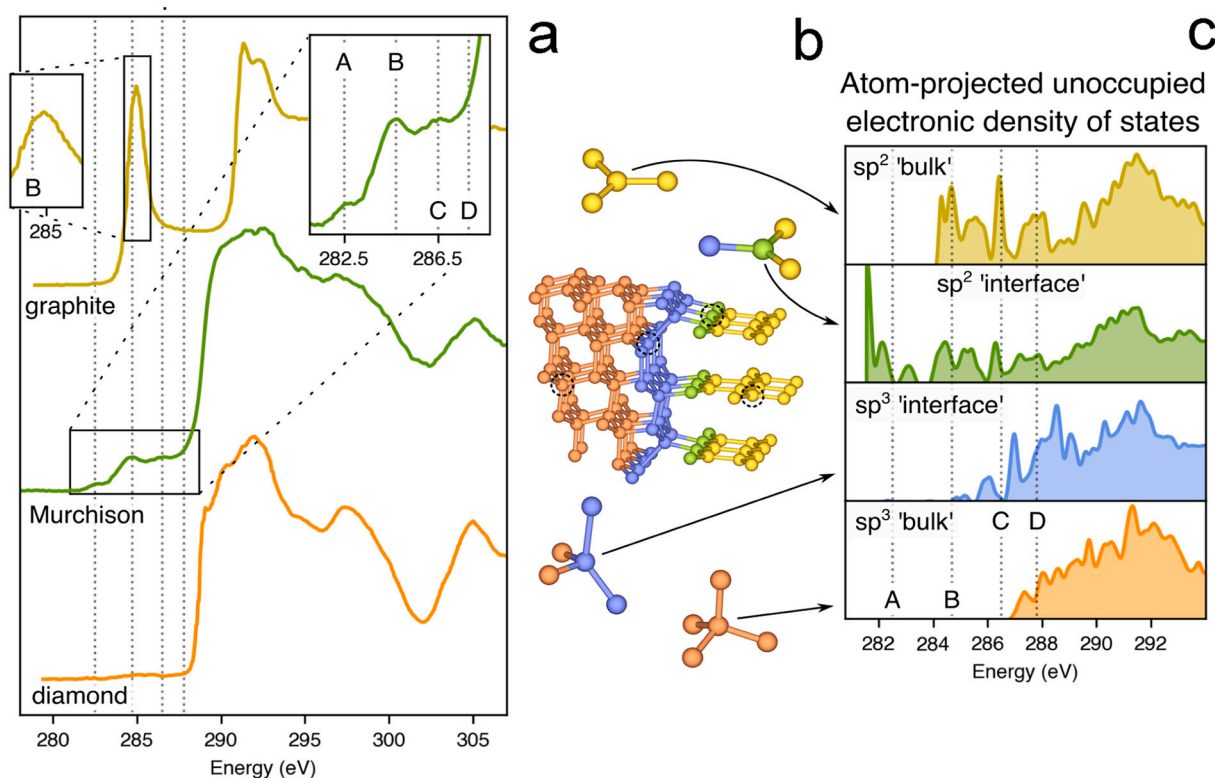 a
b
c
B
285
graphite
A
B
C
D
282.5
286.5
Murchison
diamond
280
285
290
295
300
305
Energy (eV)
Atom-projected unoccupied
electronic density of states
sp² 'bulk'
sp² 'interface'
sp³ 'interface'
sp³ 'bulk'
A
B
C
D
282
284
286
288
290
292
Energy (eV)